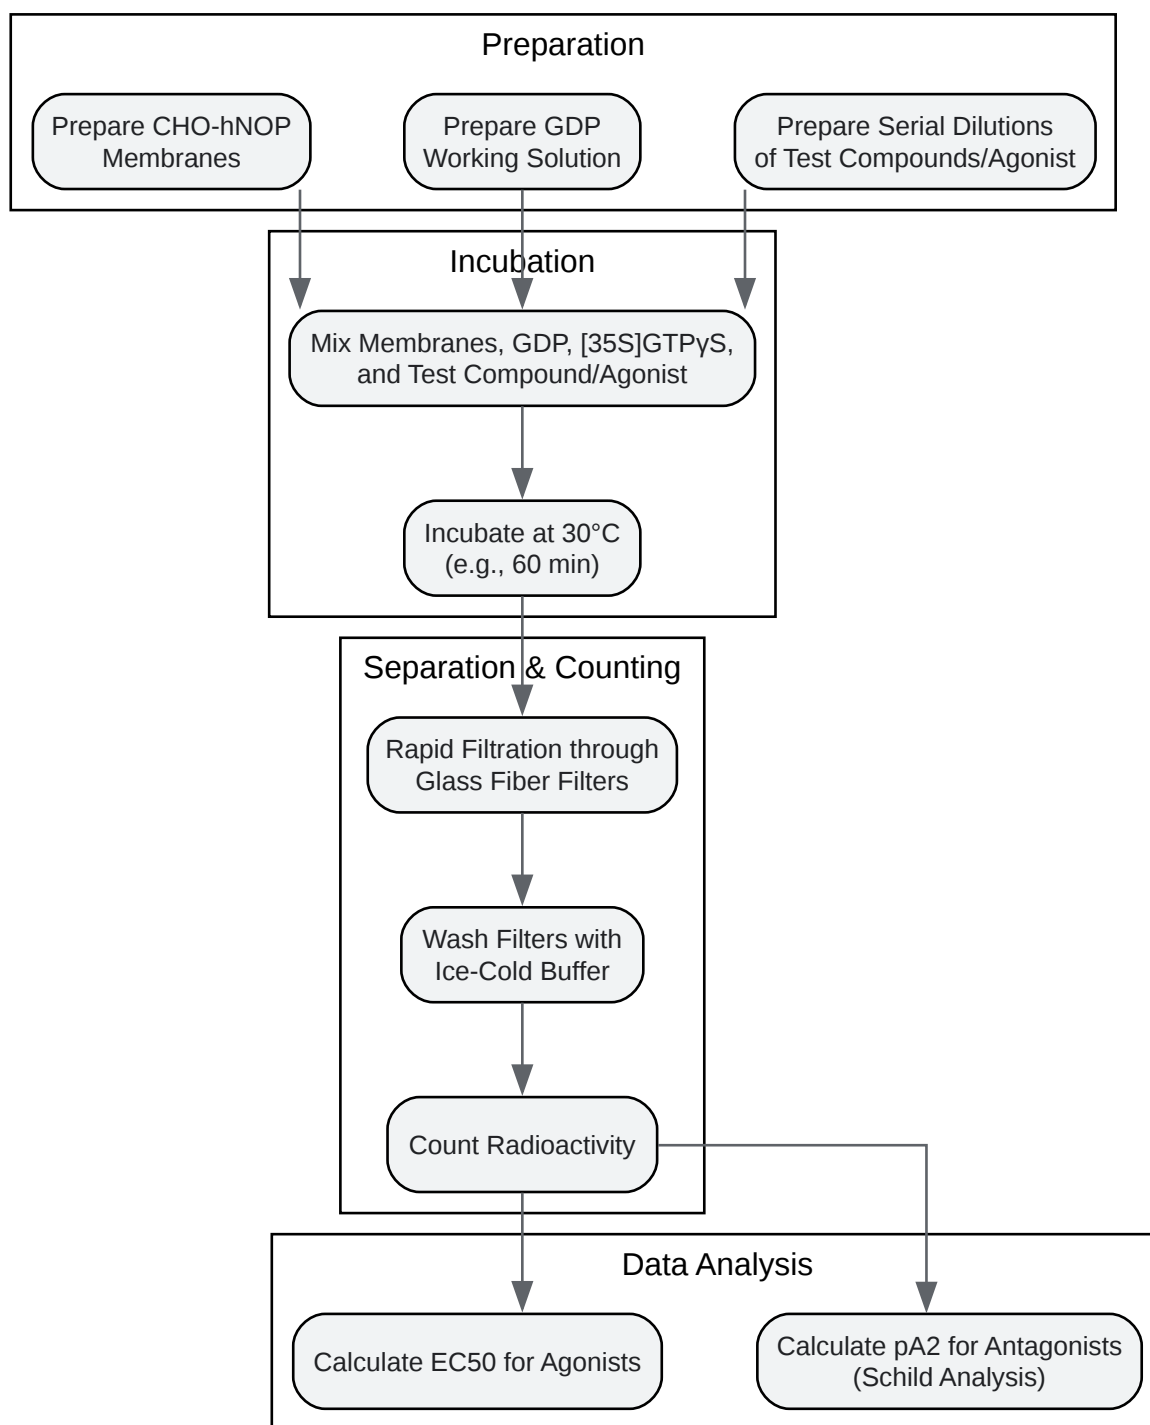 Preparation
Prepare CHO-hNOP
Membranes
Prepare GDP
Working Solution
Prepare Serial Dilutions
of Test Compounds/Agonist
Incubation
Mix Membranes, GDP, [35S]GTPγS,
and Test Compound/Agonist
Incubate at 30°C
(e.g., 60 min)
Separation & Counting
Rapid Filtration through
Glass Fiber Filters
Wash Filters with
Ice-Cold Buffer
Count Radioactivity
Data Analysis
Calculate EC50 for Agonists
Calculate pA2 for Antagonists
(Schild Analysis)